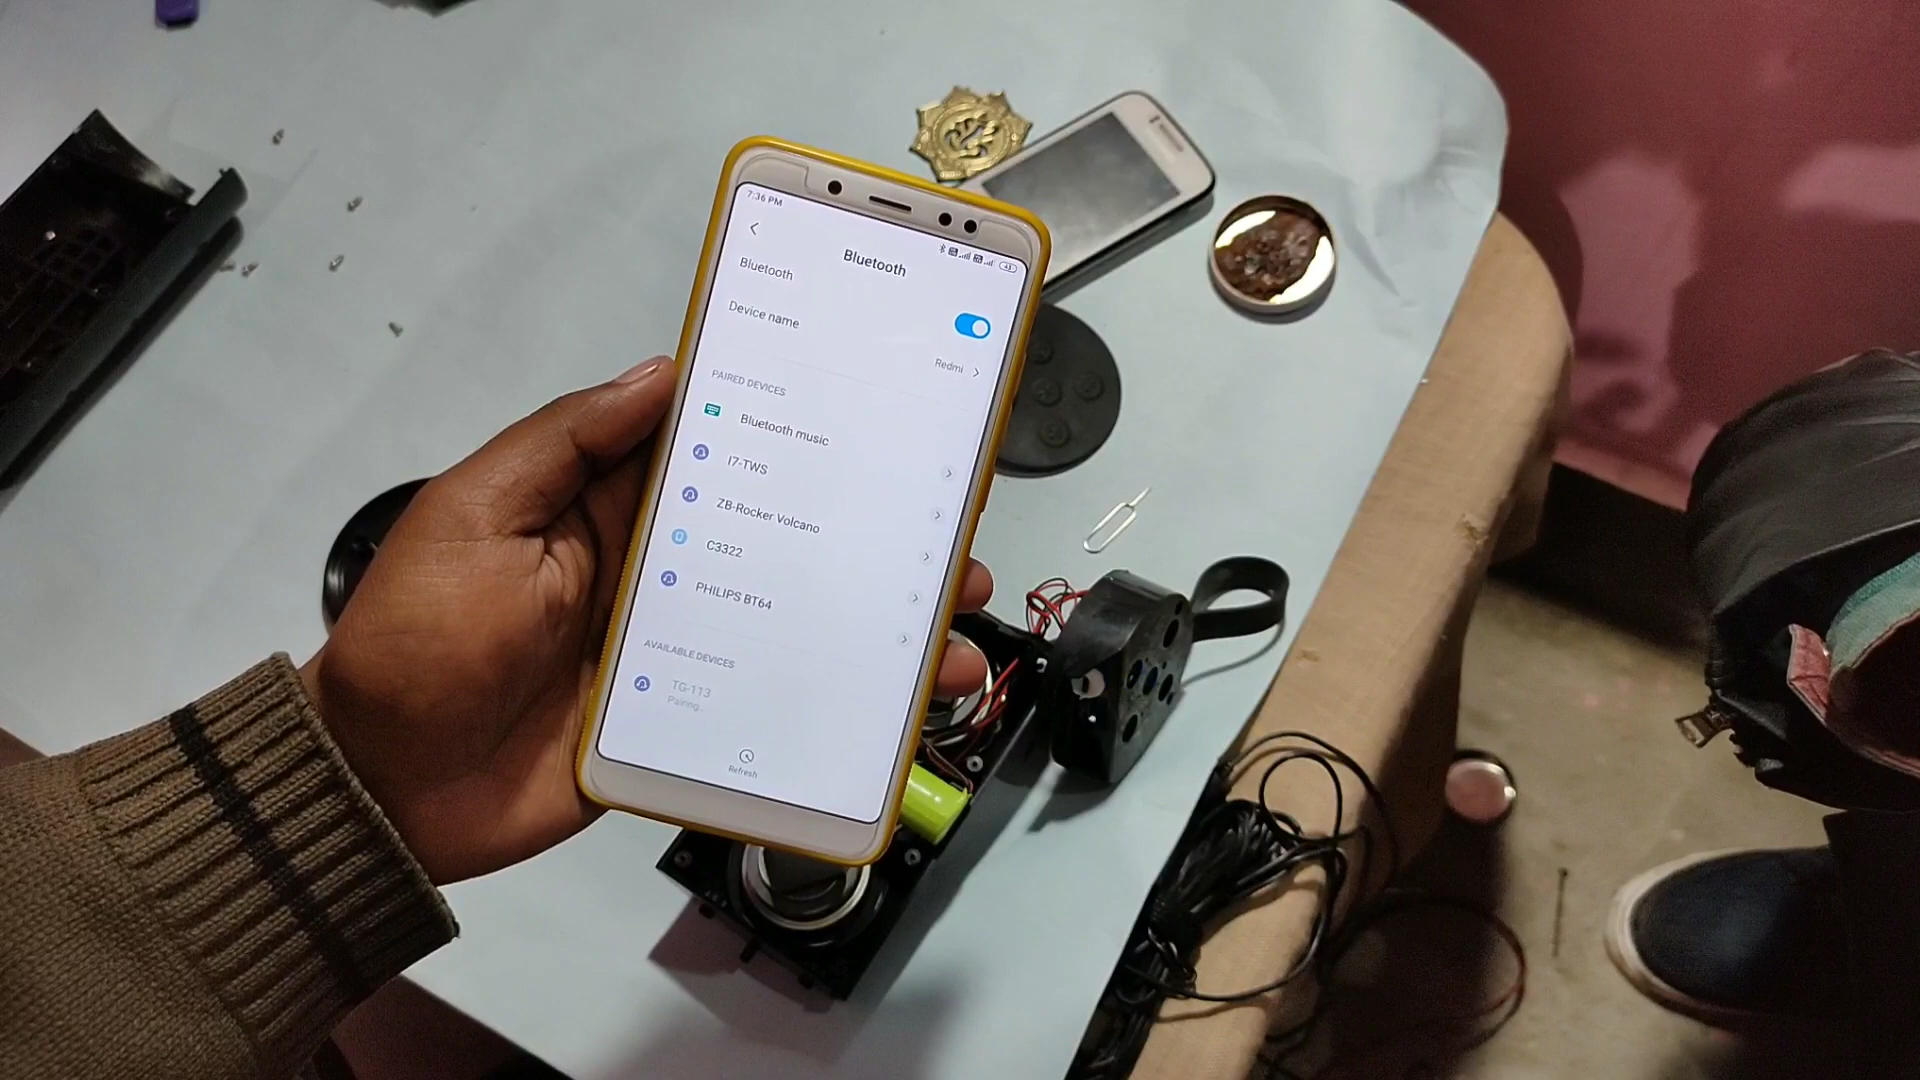 7:36 PM
43
Bluetooth
Bluetooth
Device name
Redmi
PAIRED DEVICES
Bluetooth music
I7-TWS
ZB-Rocker Volcano
C3322
PHILIPS BT64
AVAILABLE DEVICES
TG-113
Pairing..
Refresh